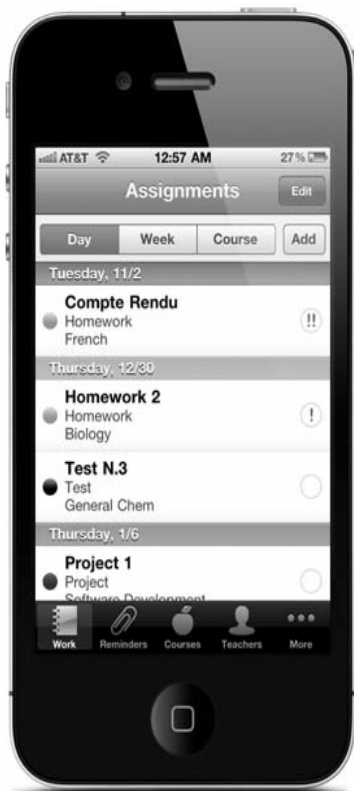 AT&T 12:57 AM 27%
Assignments Edit
Day Week Course Add
Tuesday, 11/2
Compte Rendu
Homework
French
!!
Thursday, 12/30
Homework 2
Homework
Biology
!
Test N.3
Test
General Chem
Thursday, 1/6
Project 1
Project
Software Development
Work Reminders Courses Teachers More